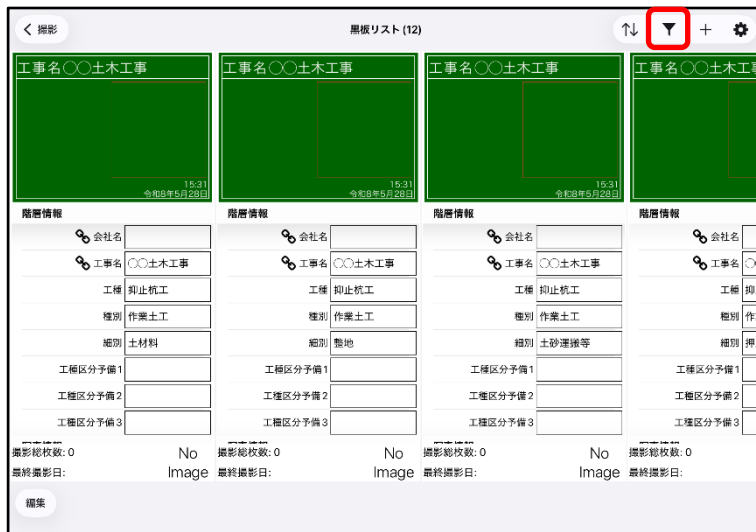 撮影
黒板リスト (12)
工事名○○土木工事
工事名○○土木工事
工事名○○土木工事
工事名○○土木工事
15:31
令和8年5月28日
15:31
令和8年5月28日
15:31
令和8年5月28日
階層情報
階層情報
階層情報
階層情報
会社名
会社名
会社名
会社名
工事名 ○○土木工事
工事名 ○○土木工事
工事名 ○○土木工事
工事名
工種 抑止杭工
工種 抑止杭工
工種 抑止杭工
工種 抑
種別 作業土工
種別 作業土工
種別 作業土工
種別 作
細別 土材料
細別 整地
細別 土砂運搬等
細別 押
工種区分予備1
工種区分予備1
工種区分予備1
工種区分予備1
工種区分予備2
工種区分予備2
工種区分予備2
工種区分予備2
工種区分予備3
工種区分予備3
工種区分予備3
工種区分予備3
撮影総枚数: 0
最終撮影日:
No
Image
撮影総枚数: 0
最終撮影日:
No
Image
撮影総枚数: 0
最終撮影日:
No
Image
撮影総枚数: 0
最終撮影日:
編集